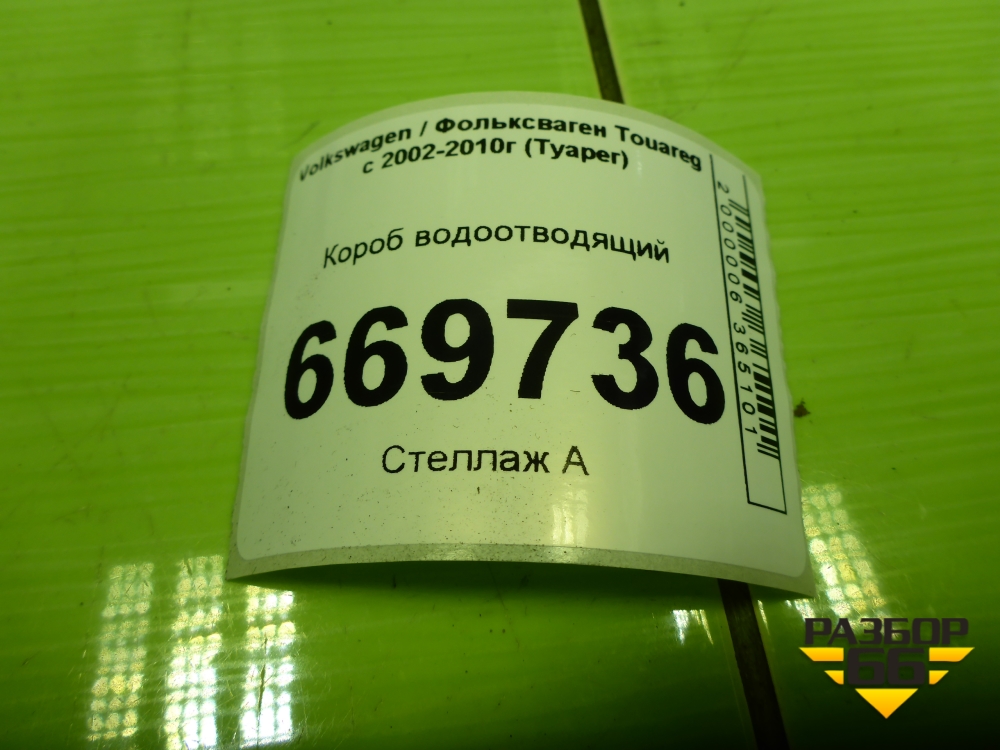 Volkswagen / Фольксваген Touareg
с 2002-2010г (Туарег)
Короб водоотводящий
669736
Стеллаж А
2000006365101
РАЗБОР
66